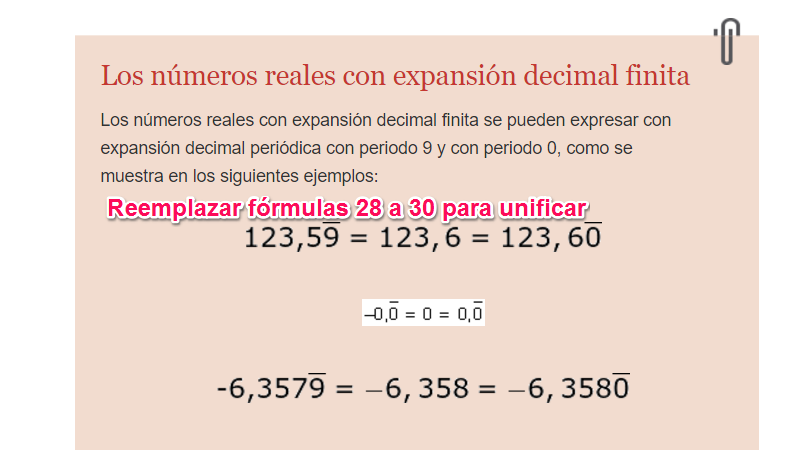 Los números reales con expansión decimal finita
Los números reales con expansión decimal finita se pueden expresar con
expansión decimal periódica con periodo 9 y con periodo 0, como se
muestra en los siguientes ejemplos:
Reemplazar fórmulas 28 a 30 para unificar
123,59̅ = 123,6 = 123,60̅
–0,0̅ = 0 = 0,0̅
-6,3579̅ = −6,358 = −6,3580̅